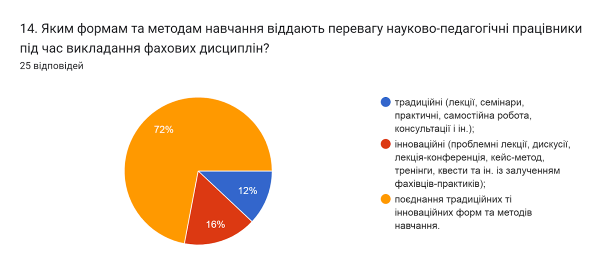 14. Яким формам та методам навчання віддають перевагу науково-педагогічні працівники
під час викладання фахових дисциплін?
25 відповідей
72%
12%
16%
традиційні (лекції, семінари,
практичні, самостійна робота,
консультації і ін.);
інноваційні (проблемні лекції, дискусії,
лекція-конференція, кейс-метод,
тренінги, квести та ін. із залученням
фахівців-практиків);
поєднання традиційних ті
інноваційних форм та методів
навчання.